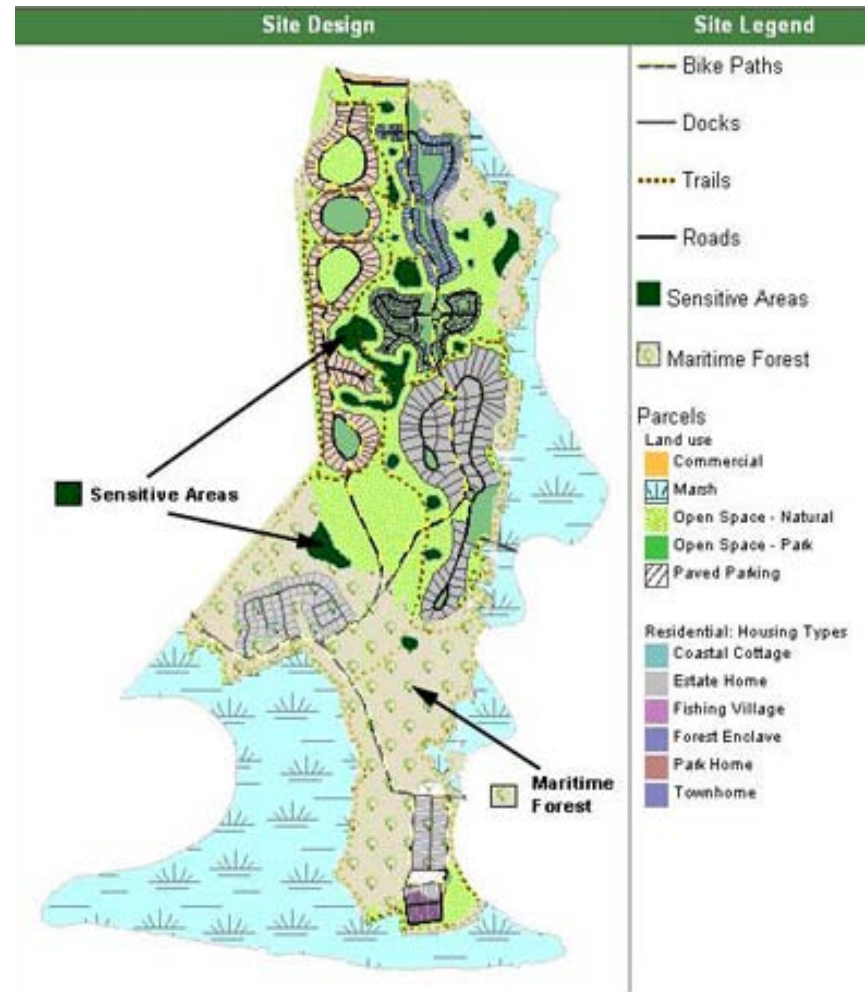 Site Design
Site Legend
Bike Paths
Docks
Trails
Roads
Sensitive Areas
Maritime Forest
Parcels
Land use
Commercial
Marsh
Open Space - Natural
Open Space - Park
Paved Parking
Residential: Housing Types
Coastal Cottage
Estate Home
Fishing Village
Forest Enclave
Park Home
Townhome
Sensitive Areas
Maritime
Forest